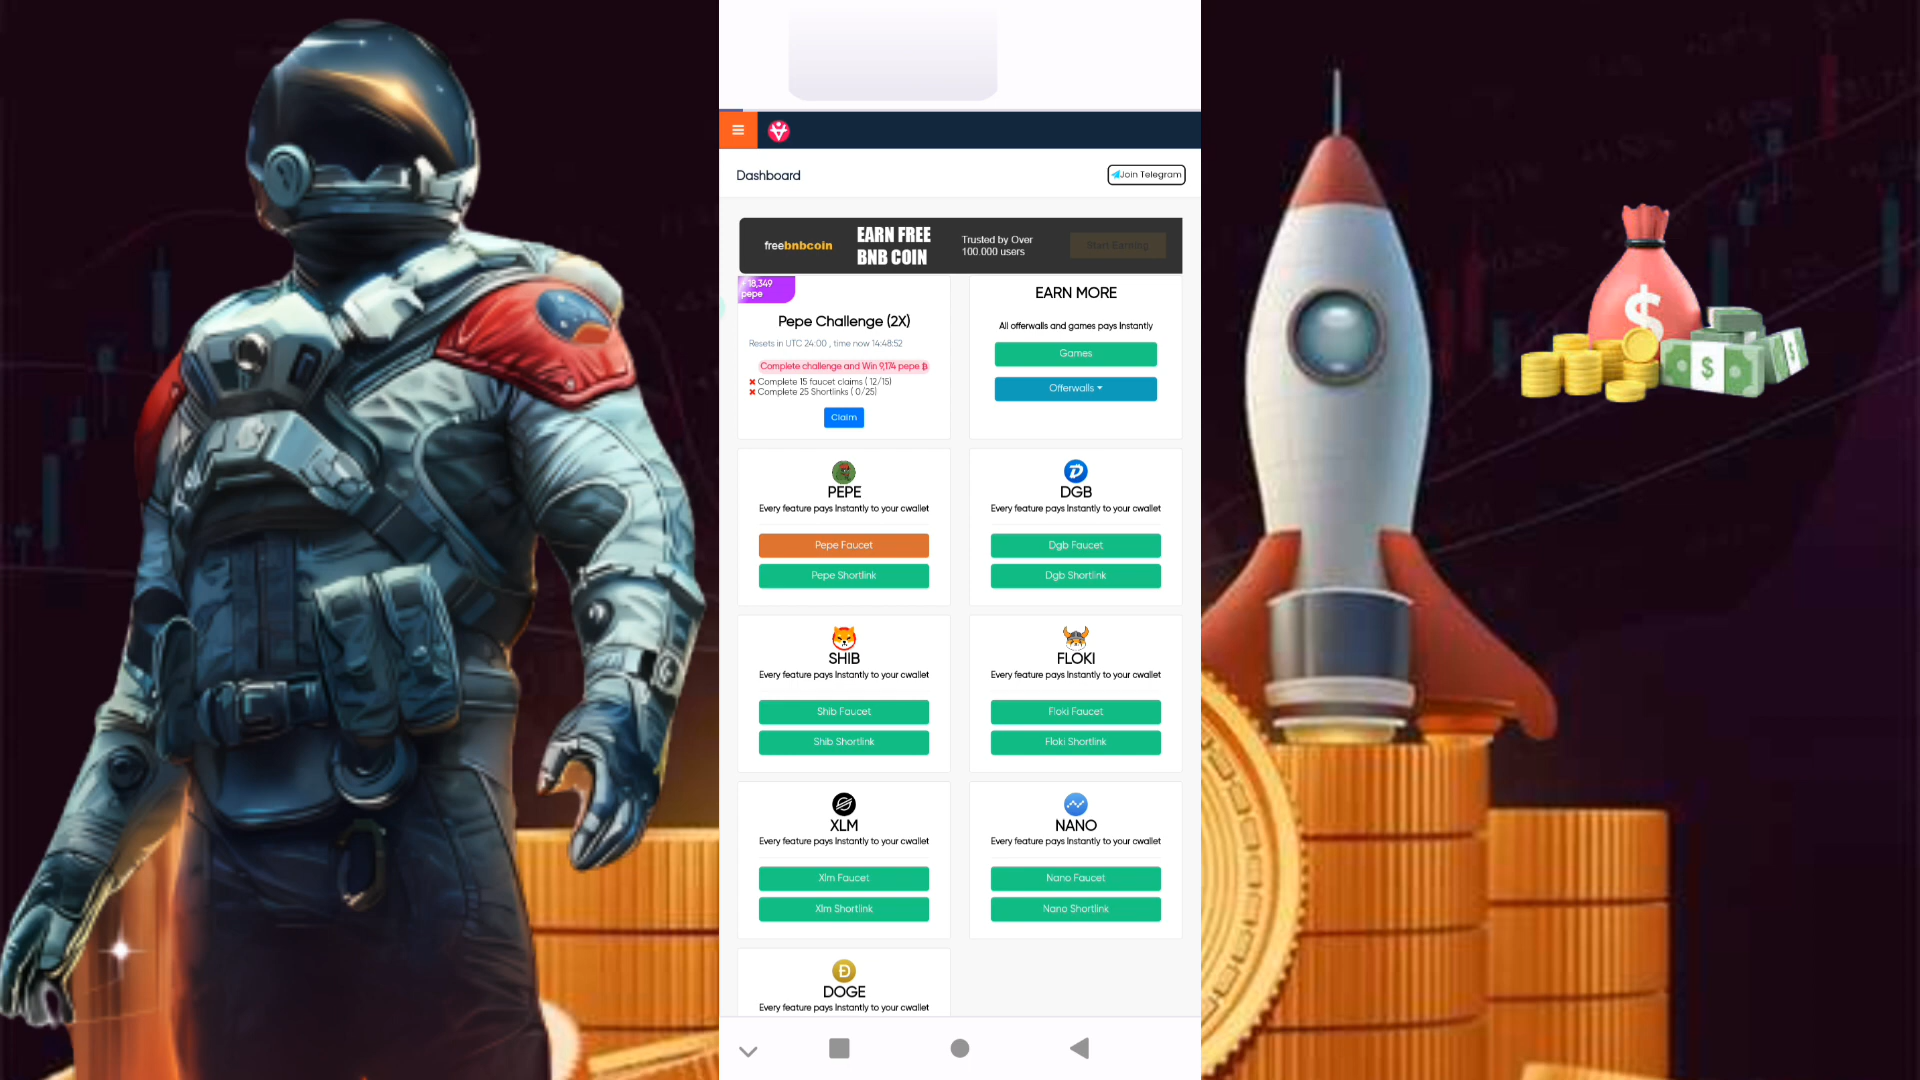 Dashboard
Join Telegram
freebnbcoin
EARN FREE
BNB COIN
Trusted by Over
100.000 users
Start Earning
+ 18,349
pepe
Pepe Challenge (2X)
Resets in UTC 24:00 , time now 14:48:52
Complete challenge and Win 9,174 pepe ₿
Complete 15 faucet claims ( 12/15)
Complete 25 Shortlinks ( 0/25)
Claim
EARN MORE
All offerwalls and games pays Instantly
Games
Offerwalls
PEPE
Every feature pays Instantly to your cwallet
Pepe Faucet
Pepe Shortlink
DGB
Every feature pays Instantly to your cwallet
Dgb Faucet
Dgb Shortlink
SHIB
Every feature pays Instantly to your cwallet
Shib Faucet
Shib Shortlink
FLOKI
Every feature pays Instantly to your cwallet
Floki Faucet
Floki Shortlink
XLM
Every feature pays Instantly to your cwallet
Xlm Faucet
Xlm Shortlink
NANO
Every feature pays Instantly to your cwallet
Nano Faucet
Nano Shortlink
DOGE
Every feature pays Instantly to your cwallet